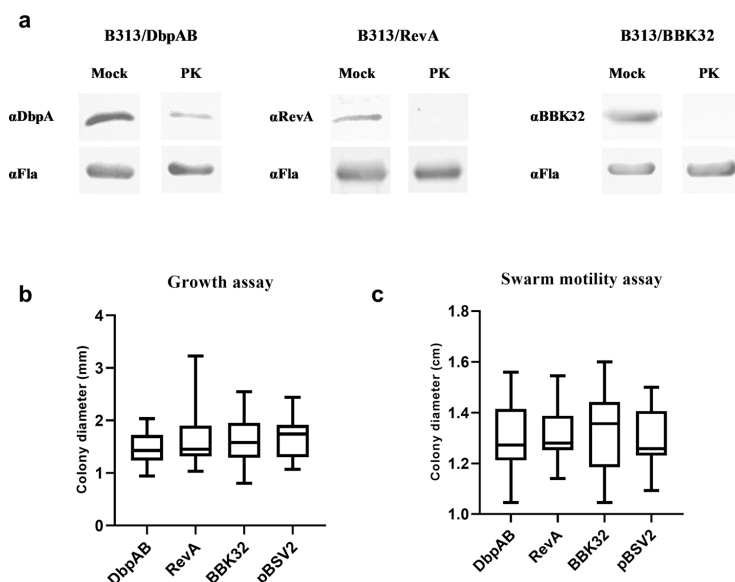 a
B313/DbpAB B313/RevA B313/BBK32
Mock PK Mock PK Mock PK
αDbpA αRevA αBBK32
αFla αFla αFla
b
Growth assay
Colony diameter (mm)
4
3
2
1
0
DbpAB RevA BBK32 pBSV2
c
Swarm motility assay
Colony diameter (cm)
1.8
1.6
1.4
1.2
1.0
DbpAB RevA BBK32 pBSV2